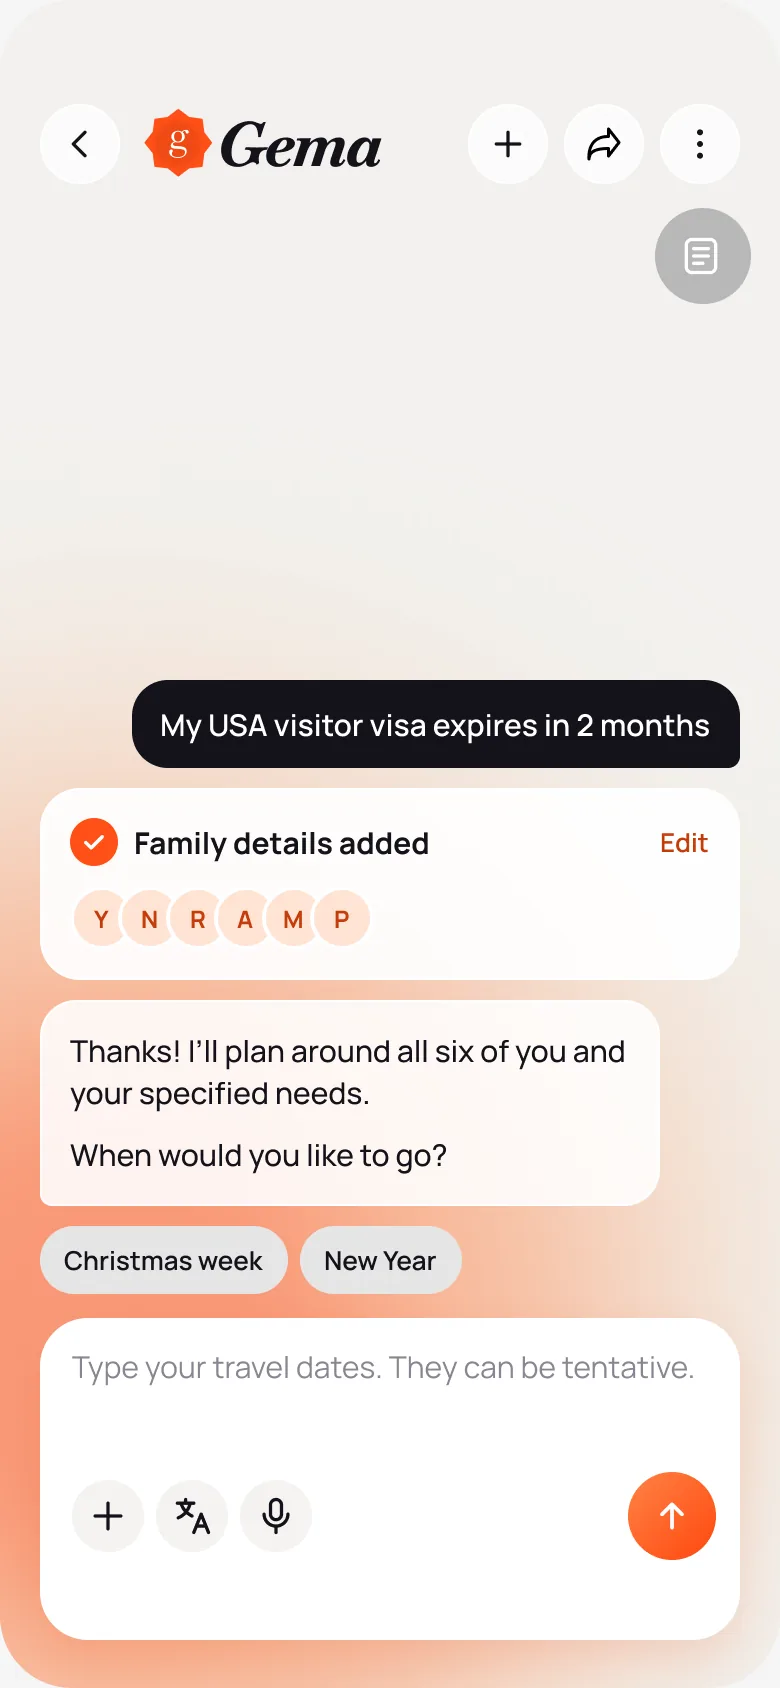 g Gema
My USA visitor visa expires in 2 months
Family details added Edit
Y N R A M P
Thanks! I’ll plan around all six of you and
your specified needs.
When would you like to go?
Christmas week New Year
Type your travel dates. They can be tentative.
文A